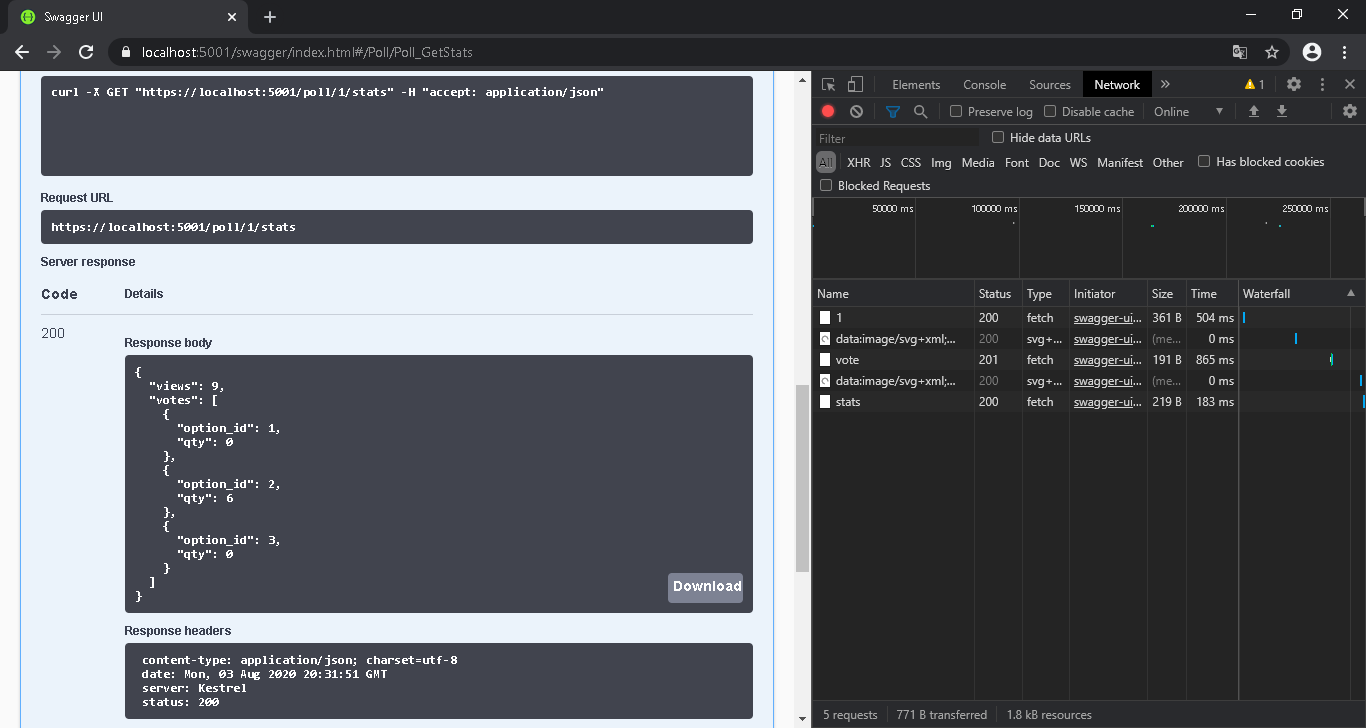 Swagger UI
localhost:5001/swagger/index.html#/Poll/Poll_GetStats
curl -X GET "https://localhost:5001/poll/1/stats" -H "accept: application/json"
Request URL
https://localhost:5001/poll/1/stats
Server response
Code Details
200
Response body
{
"views": 9,
"votes": [
{
"option_id": 1,
"qty": 0
},
{
"option_id": 2,
"qty": 6
},
{
"option_id": 3,
"qty": 0
}
]
}
Download
Response headers
content-type: application/json; charset=utf-8
date: Mon, 03 Aug 2020 20:31:51 GMT
server: Kestrel
status: 200
Elements Console Sources Network » 1
Preserve log Disable cache Online
Filter Hide data URLs
All XHR JS CSS Img Media Font Doc WS Manifest Other Has blocked cookies
Blocked Requests
50000 ms 100000 ms 150000 ms 200000 ms 250000 ms
Name Status Type Initiator Size Time Waterfall
1 200 fetch swagger-ui... 361 B 504 ms
data:image/svg+xml;... 200 svg+... swagger-ui... (me... 0 ms
vote 201 fetch swagger-ui... 191 B 865 ms
data:image/svg+xml;... 200 svg+... swagger-ui... (me... 0 ms
stats 200 fetch swagger-ui... 219 B 183 ms
5 requests 771 B transferred 1.8 kB resources